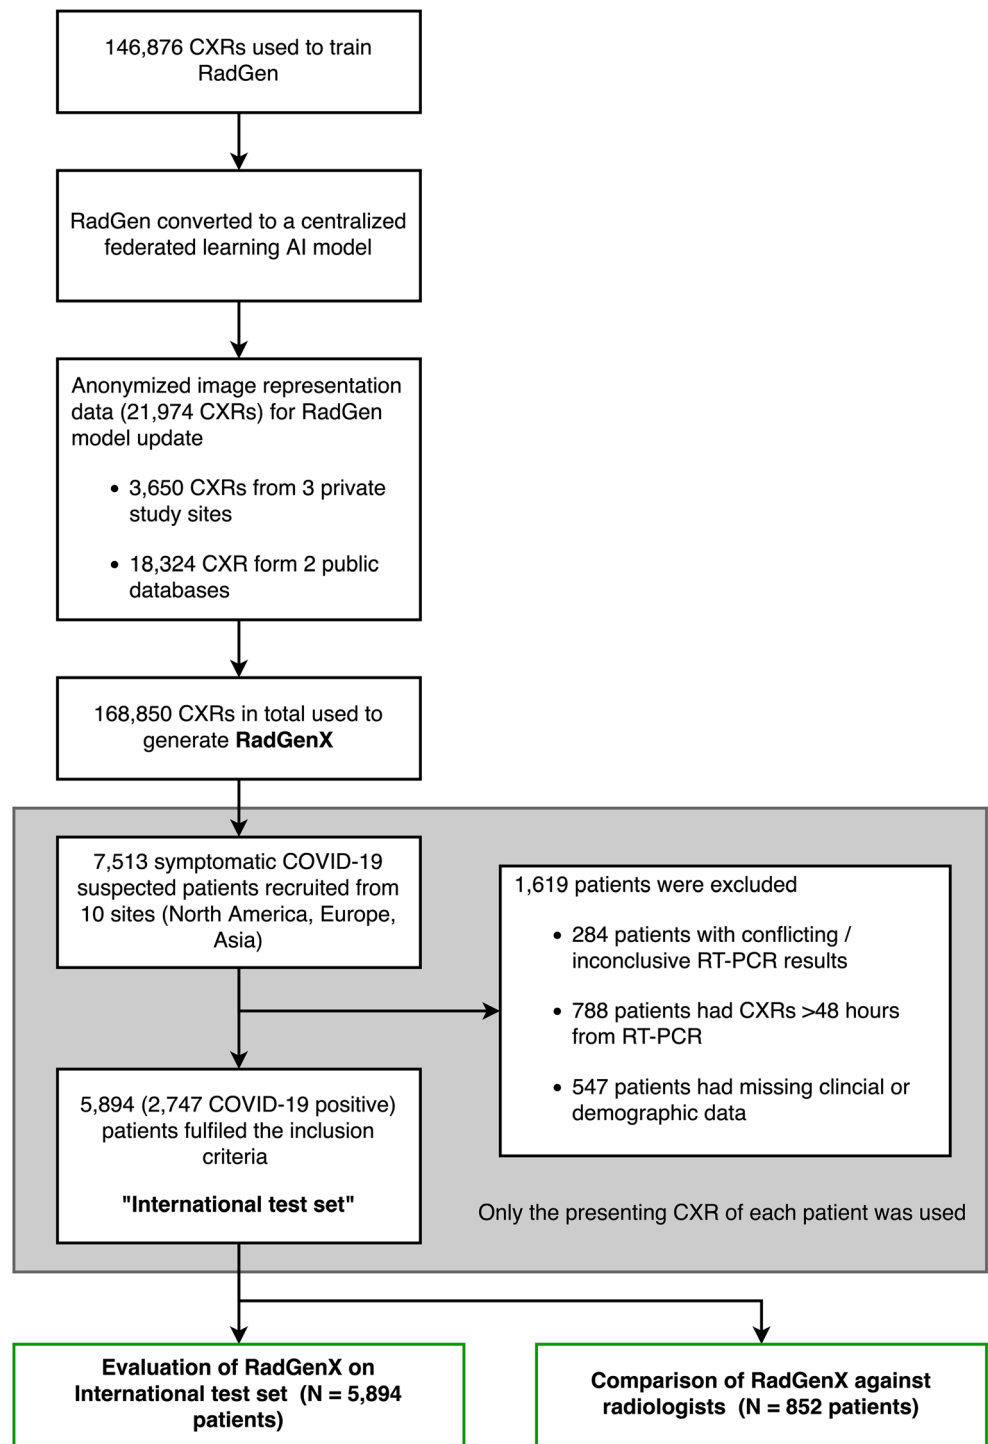 146,876 CXRs used to train
RadGen
RadGen converted to a centralized
federated learning AI model
Anonymized image representation
data (21,974 CXRs) for RadGen
model update
• 3,650 CXRs from 3 private
study sites
• 18,324 CXR form 2 public
databases
168,850 CXRs in total used to
generate RadGenX
7,513 symptomatic COVID-19
suspected patients recruited from
10 sites (North America, Europe,
Asia)
1,619 patients were excluded
• 284 patients with conflicting /
inconclusive RT-PCR results
• 788 patients had CXRs >48 hours
from RT-PCR
• 547 patients had missing clincial or
demographic data
5,894 (2,747 COVID-19 positive)
patients fulfiled the inclusion
criteria
"International test set"
Only the presenting CXR of each patient was used
Evaluation of RadGenX on
International test set (N = 5,894
patients)
Comparison of RadGenX against
radiologists (N = 852 patients)